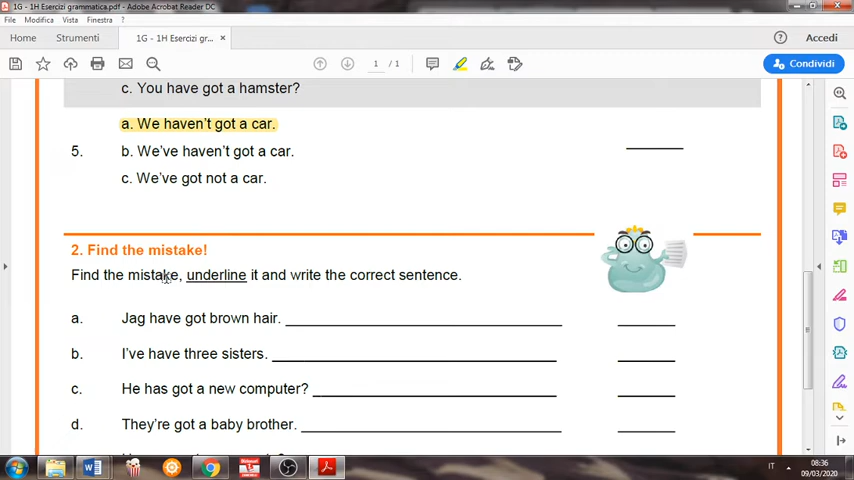 1G - 1H Esercizi grammatica.pdf - Adobe Acrobat Reader DC
File Modifica Vista Finestra ?
Home Strumenti 1G - 1H Esercizi gr... × ? Accedi
1 / 1 Condividi
c. You have got a hamster?
a. We haven't got a car.
5. b. We've haven't got a car.
c. We've got not a car.
2. Find the mistake!
Find the mistake, underline it and write the correct sentence.
a. Jag have got brown hair.
b. I've have three sisters.
c. He has got a new computer?
d. They're got a baby brother.
IT 08:36
09/03/2020